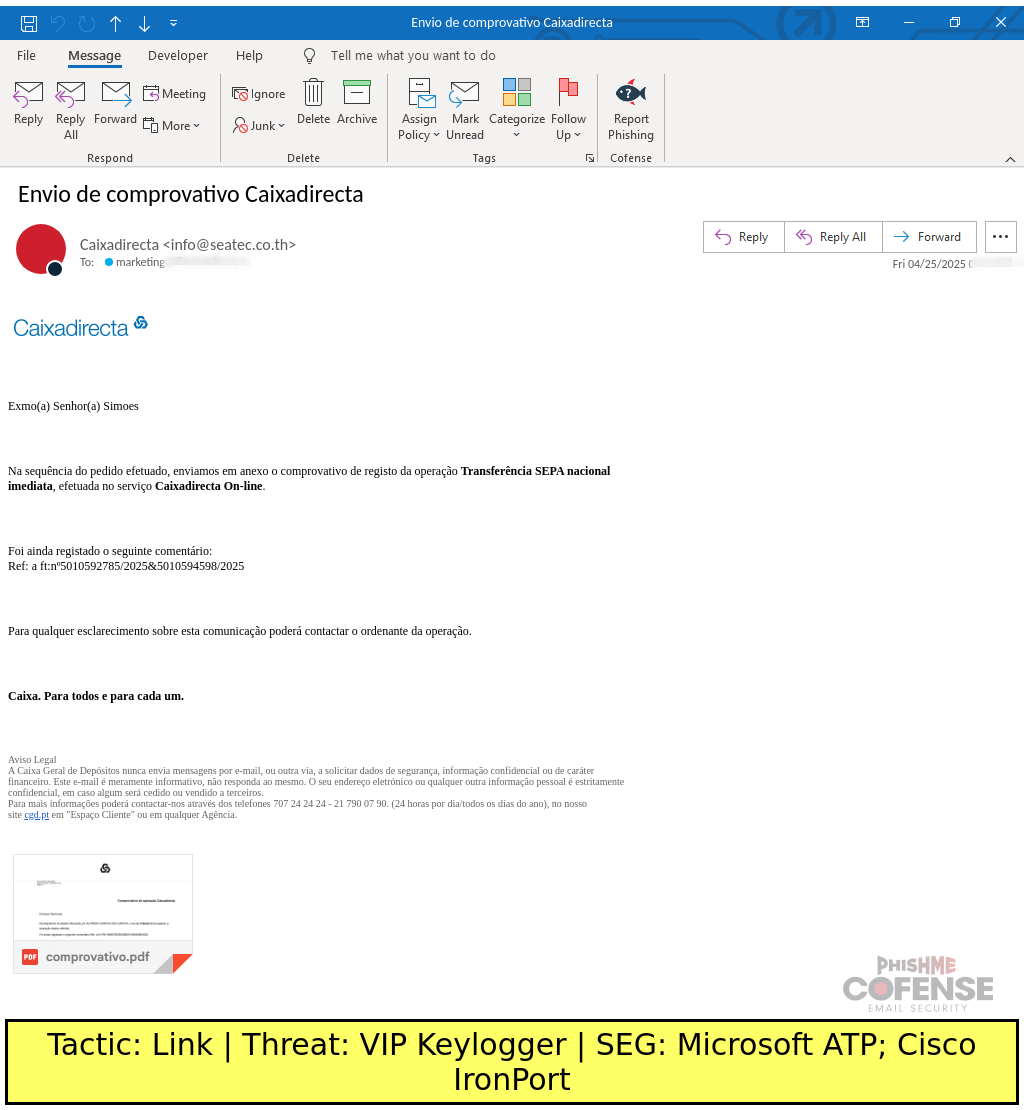 Envio de comprovativo Caixadirecta
File Message Developer Help Tell me what you want to do
Reply
Reply All
Forward
Meeting
More
Respond
Ignore
Junk
Delete
Archive
Delete
Assign Policy
Mark Unread
Categorize
Follow Up
Tags
Report Phishing
Cofense
Envio de comprovativo Caixadirecta
Caixadirecta <info@seatec.co.th>
To: marketing
Reply Reply All Forward
Fri 04/25/2025
Caixadirecta
Exmo(a) Senhor(a) Simoes
Na sequência do pedido efetuado, enviamos em anexo o comprovativo de registo da operação Transferência SEPA nacional
imediata, efetuada no serviço Caixadirecta On-line.
Foi ainda registado o seguinte comentário:
Ref: a ft:nº5010592785/2025&5010594598/2025
Para qualquer esclarecimento sobre esta comunicação poderá contactar o ordenante da operação.
Caixa. Para todos e para cada um.
Aviso Legal
A Caixa Geral de Depósitos nunca envia mensagens por e-mail, ou outra via, a solicitar dados de segurança, informação confidencial ou de caráter
financeiro. Este e-mail é meramente informativo, não responda ao mesmo. O seu endereço eletrónico ou qualquer outra informação pessoal é estritamente
confidencial, em caso algum será cedido ou vendido a terceiros.
Para mais informações poderá contactar-nos através dos telefones 707 24 24 24 - 21 790 07 90. (24 horas por dia/todos os dias do ano), no nosso
site cgd.pt em "Espaço Cliente" ou em qualquer Agência.
Comprovativo de operação Caixadirecta
PDF comprovativo.pdf
PHISHME
COFENSE
EMAIL SECURITY
Tactic: Link | Threat: VIP Keylogger | SEG: Microsoft ATP; Cisco
IronPort